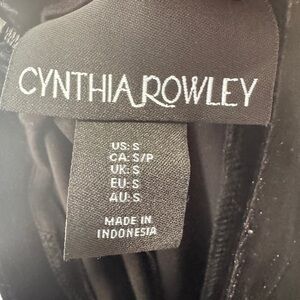 CYNTHIA ROWLEY
US: S
CA: S/P
UK: S
EU: S
AU: S
MADE IN
INDONESIA